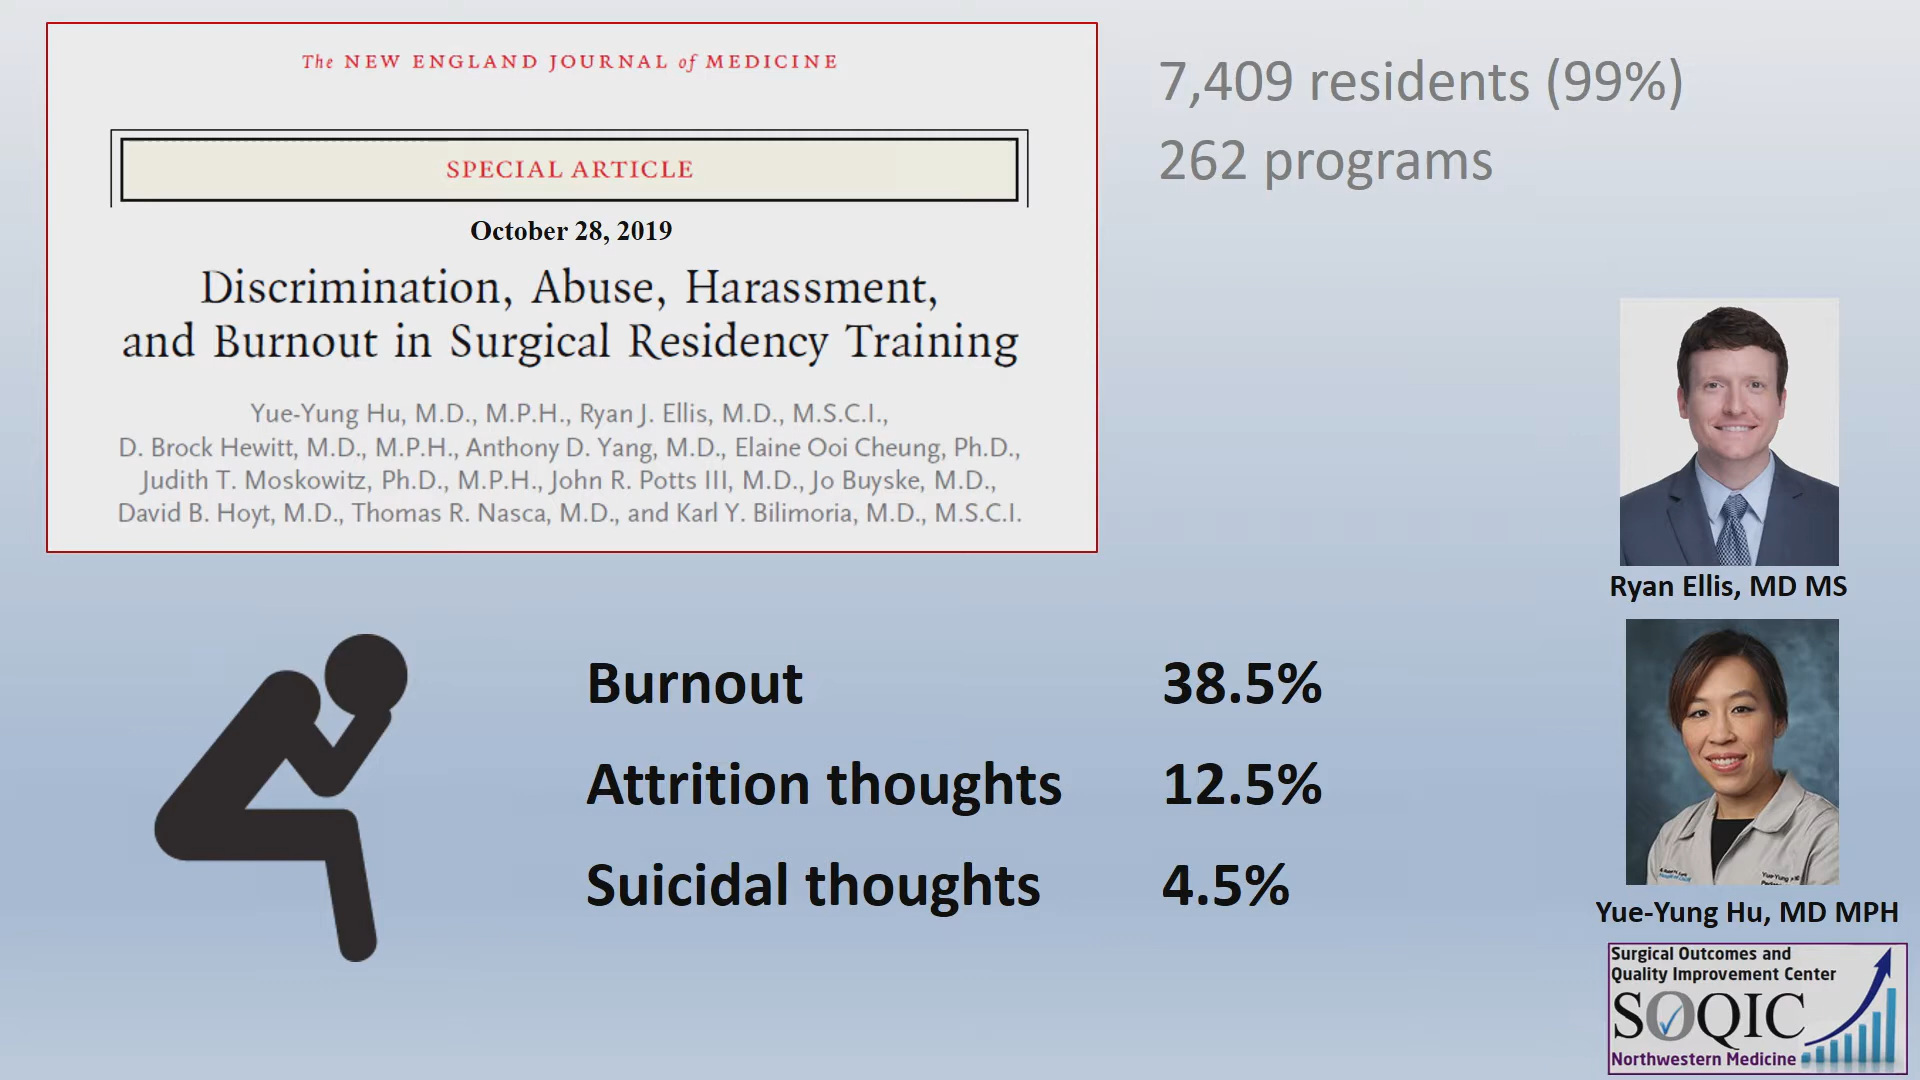 The NEW ENGLAND JOURNAL of MEDICINE
SPECIAL ARTICLE
October 28, 2019
Discrimination, Abuse, Harassment,
and Burnout in Surgical Residency Training
Yue-Yung Hu, M.D., M.P.H., Ryan J. Ellis, M.D., M.S.C.I.,
D. Brock Hewitt, M.D., M.P.H., Anthony D. Yang, M.D., Elaine Ooi Cheung, Ph.D.,
Judith T. Moskowitz, Ph.D., M.P.H., John R. Potts III, M.D., Jo Buyske, M.D.,
David B. Hoyt, M.D., Thomas R. Nasca, M.D., and Karl Y. Bilimoria, M.D., M.S.C.I.
7,409 residents (99%)
262 programs
Ryan Ellis, MD MS
Burnout 38.5%
Attrition thoughts 12.5%
Suicidal thoughts 4.5%
Yue-Yung Hu, MD MPH
Surgical Outcomes and
Quality Improvement Center
SOQIC
Northwestern Medicine